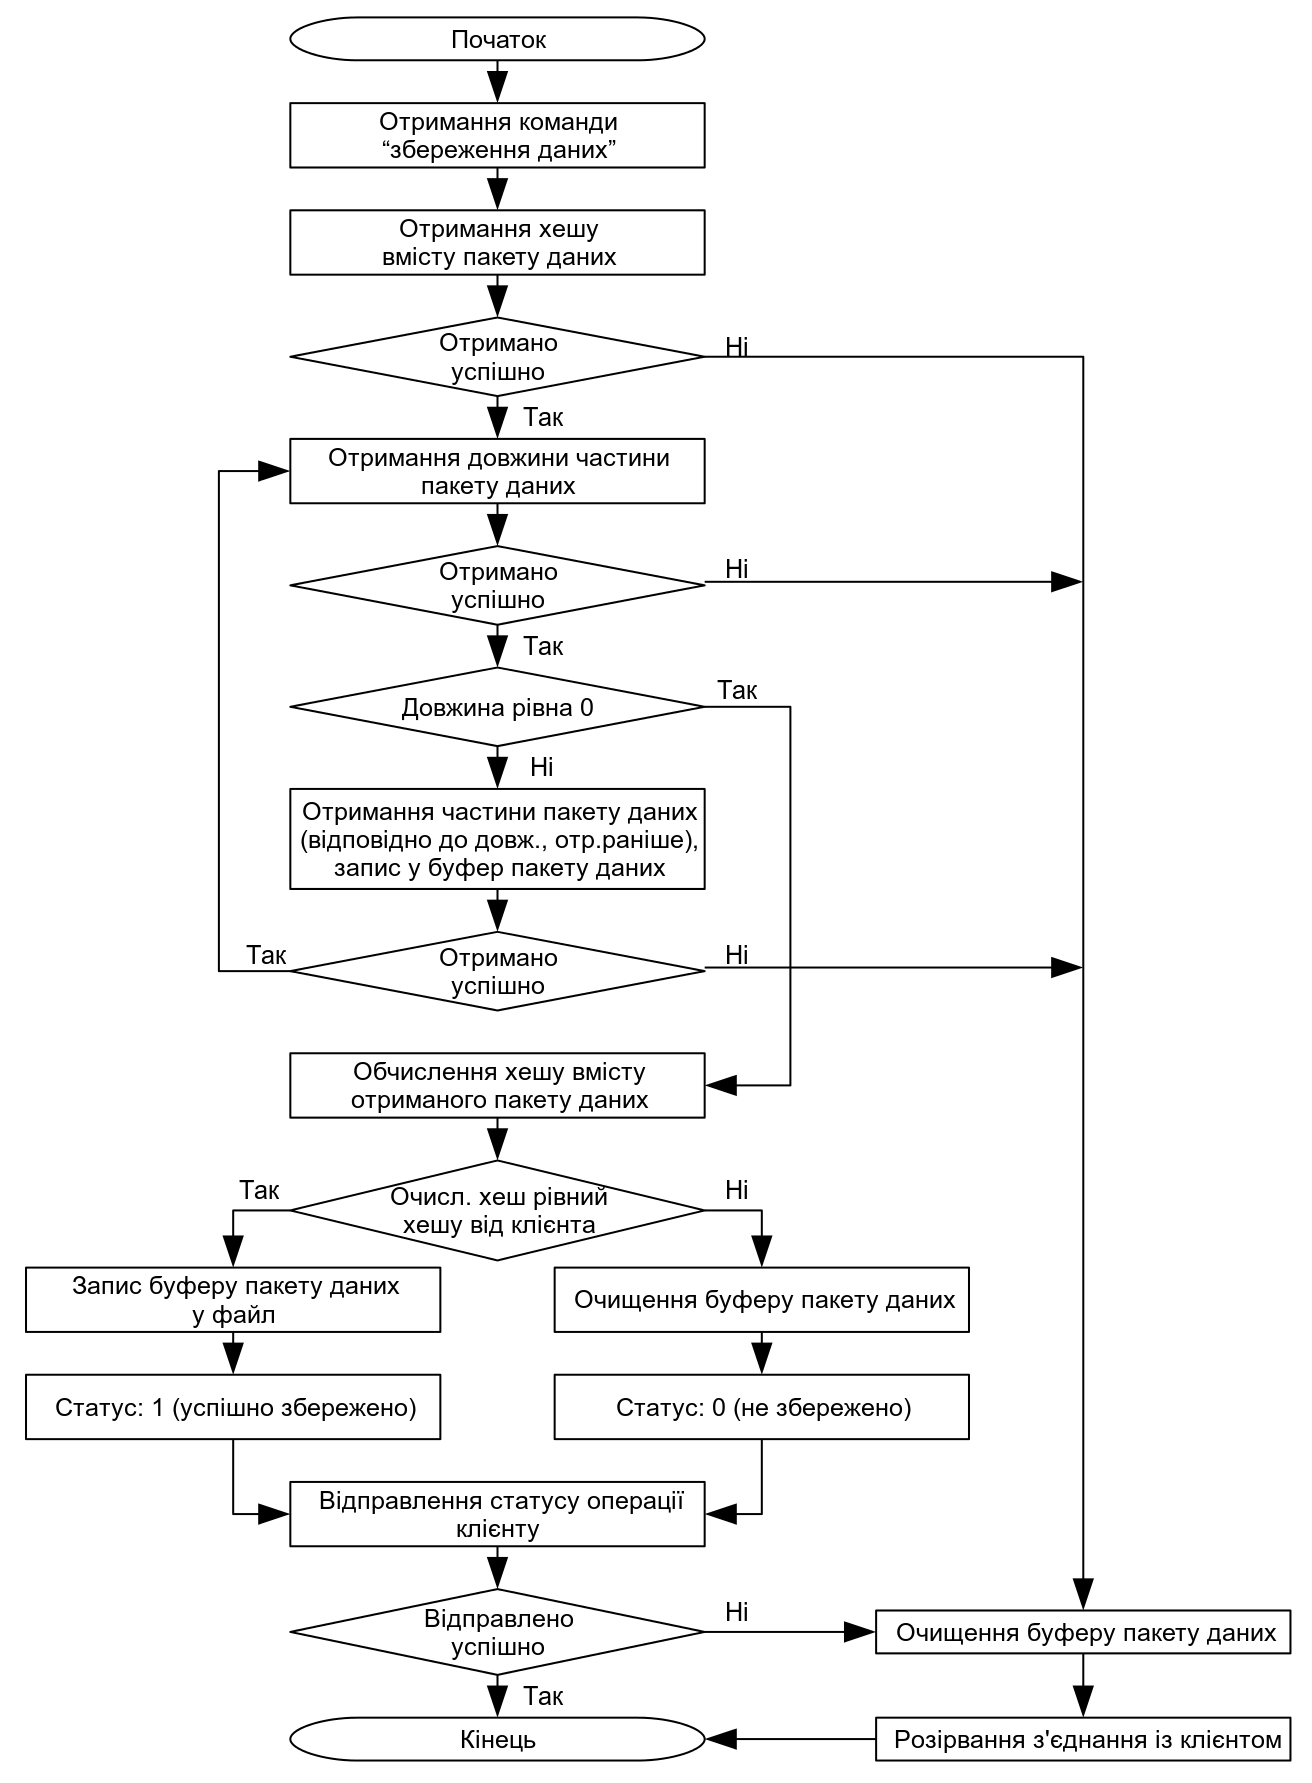 Початок
Отримання команди
“збереження даних”
Отримання хешу
вмісту пакету даних
Отримано
успішно
Ні
Так
Отримання довжини частини
пакету даних
Отримано
успішно
Ні
Так
Довжина рівна 0
Так
Ні
Отримання частини пакету даних
(відповідно до довж., отр.раніше),
запис у буфер пакету даних
Так
Отримано
успішно
Ні
Обчислення хешу вмісту
отриманого пакету даних
Так
Очисл. хеш рівний
хешу від клієнта
Ні
Запис буферу пакету даних
у файл
Очищення буферу пакету даних
Статус: 1 (успішно збережено)
Статус: 0 (не збережено)
Відправлення статусу операції
клієнту
Відправлено
успішно
Ні
Очищення буферу пакету даних
Так
Кінець
Розірвання з'єднання із клієнтом